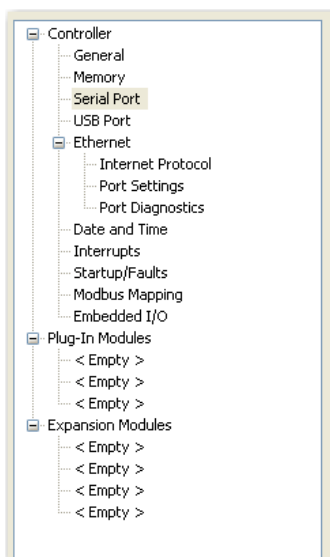 Controller
General
Memory
Serial Port
USB Port
Ethernet
Internet Protocol
Port Settings
Port Diagnostics
Date and Time
Interrupts
Startup/Faults
Modbus Mapping
Embedded I/O
Plug-In Modules
< Empty >
< Empty >
< Empty >
Expansion Modules
< Empty >
< Empty >
< Empty >
< Empty >